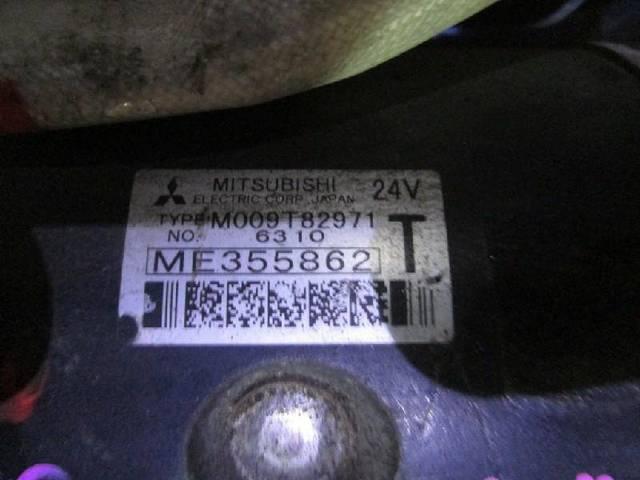 MITSUBISHI 24V
ELECTRIC CORP. JAPAN
TYPE M009T82971 T
NO. 6310
ME355862